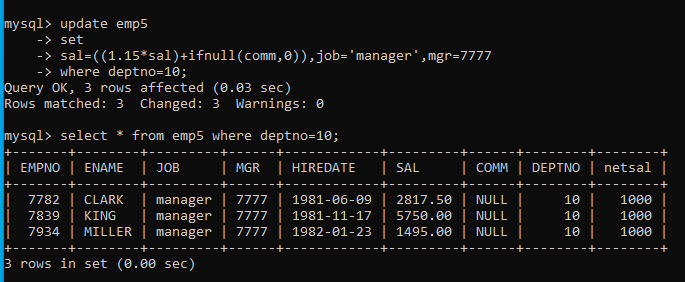 mysql> update emp5
    -> set
    -> sal=((1.15*sal)+ifnull(comm,0)),job='manager',mgr=7777
    -> where deptno=10;
Query OK, 3 rows affected (0.03 sec)
Rows matched: 3  Changed: 3  Warnings: 0

mysql> select * from emp5 where deptno=10;
+-------+--------+---------+------+------------+---------+------+--------+--------+
| EMPNO | ENAME  | JOB     | MGR  | HIREDATE   | SAL     | COMM | DEPTNO | netsal |
+-------+--------+---------+------+------------+---------+------+--------+--------+
|  7782 | CLARK  | manager | 7777 | 1981-06-09 | 2817.50 | NULL |     10 |   1000 |
|  7839 | KING   | manager | 7777 | 1981-11-17 | 5750.00 | NULL |     10 |   1000 |
|  7934 | MILLER | manager | 7777 | 1982-01-23 | 1495.00 | NULL |     10 |   1000 |
+-------+--------+---------+------+------------+---------+------+--------+--------+
3 rows in set (0.00 sec)